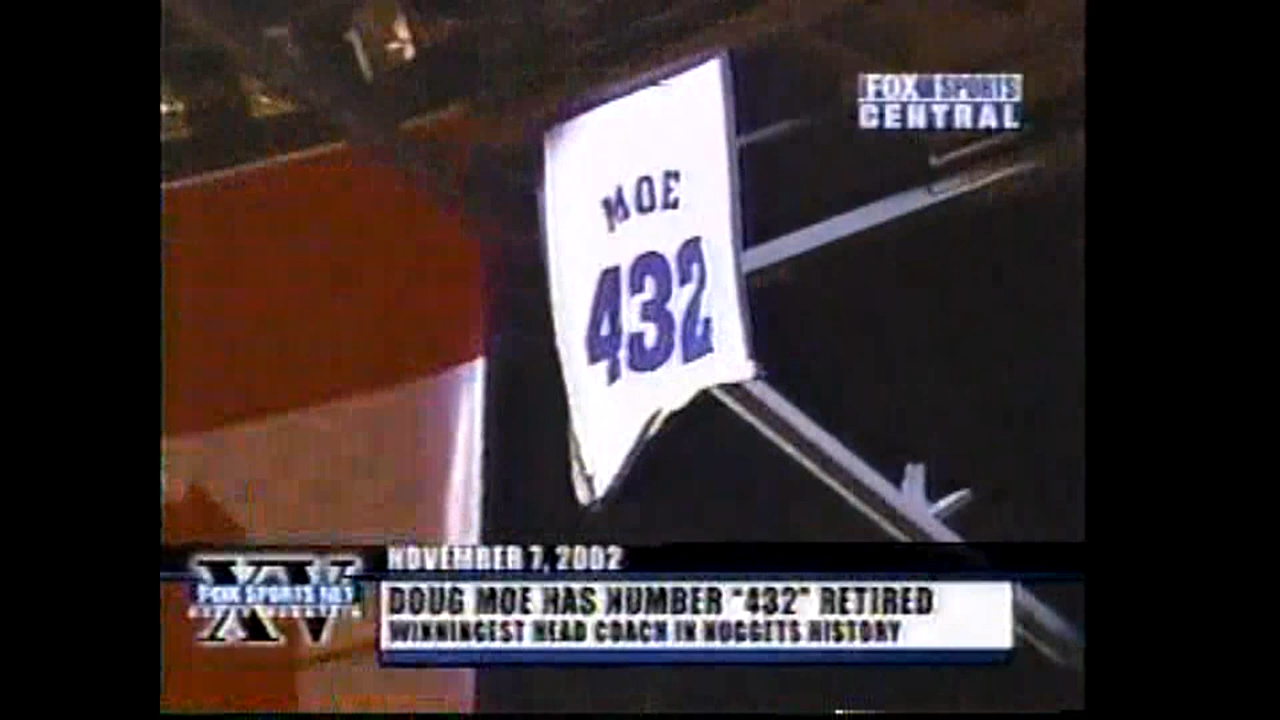 FOX SPORTS
CENTRAL
MOE
432
NOVEMBER 7, 2002
XV
FOX SPORTS NET
DOUG MOE HAS NUMBER "432" RETIRED
WINNINGEST HEAD COACH IN NUGGETS HISTORY